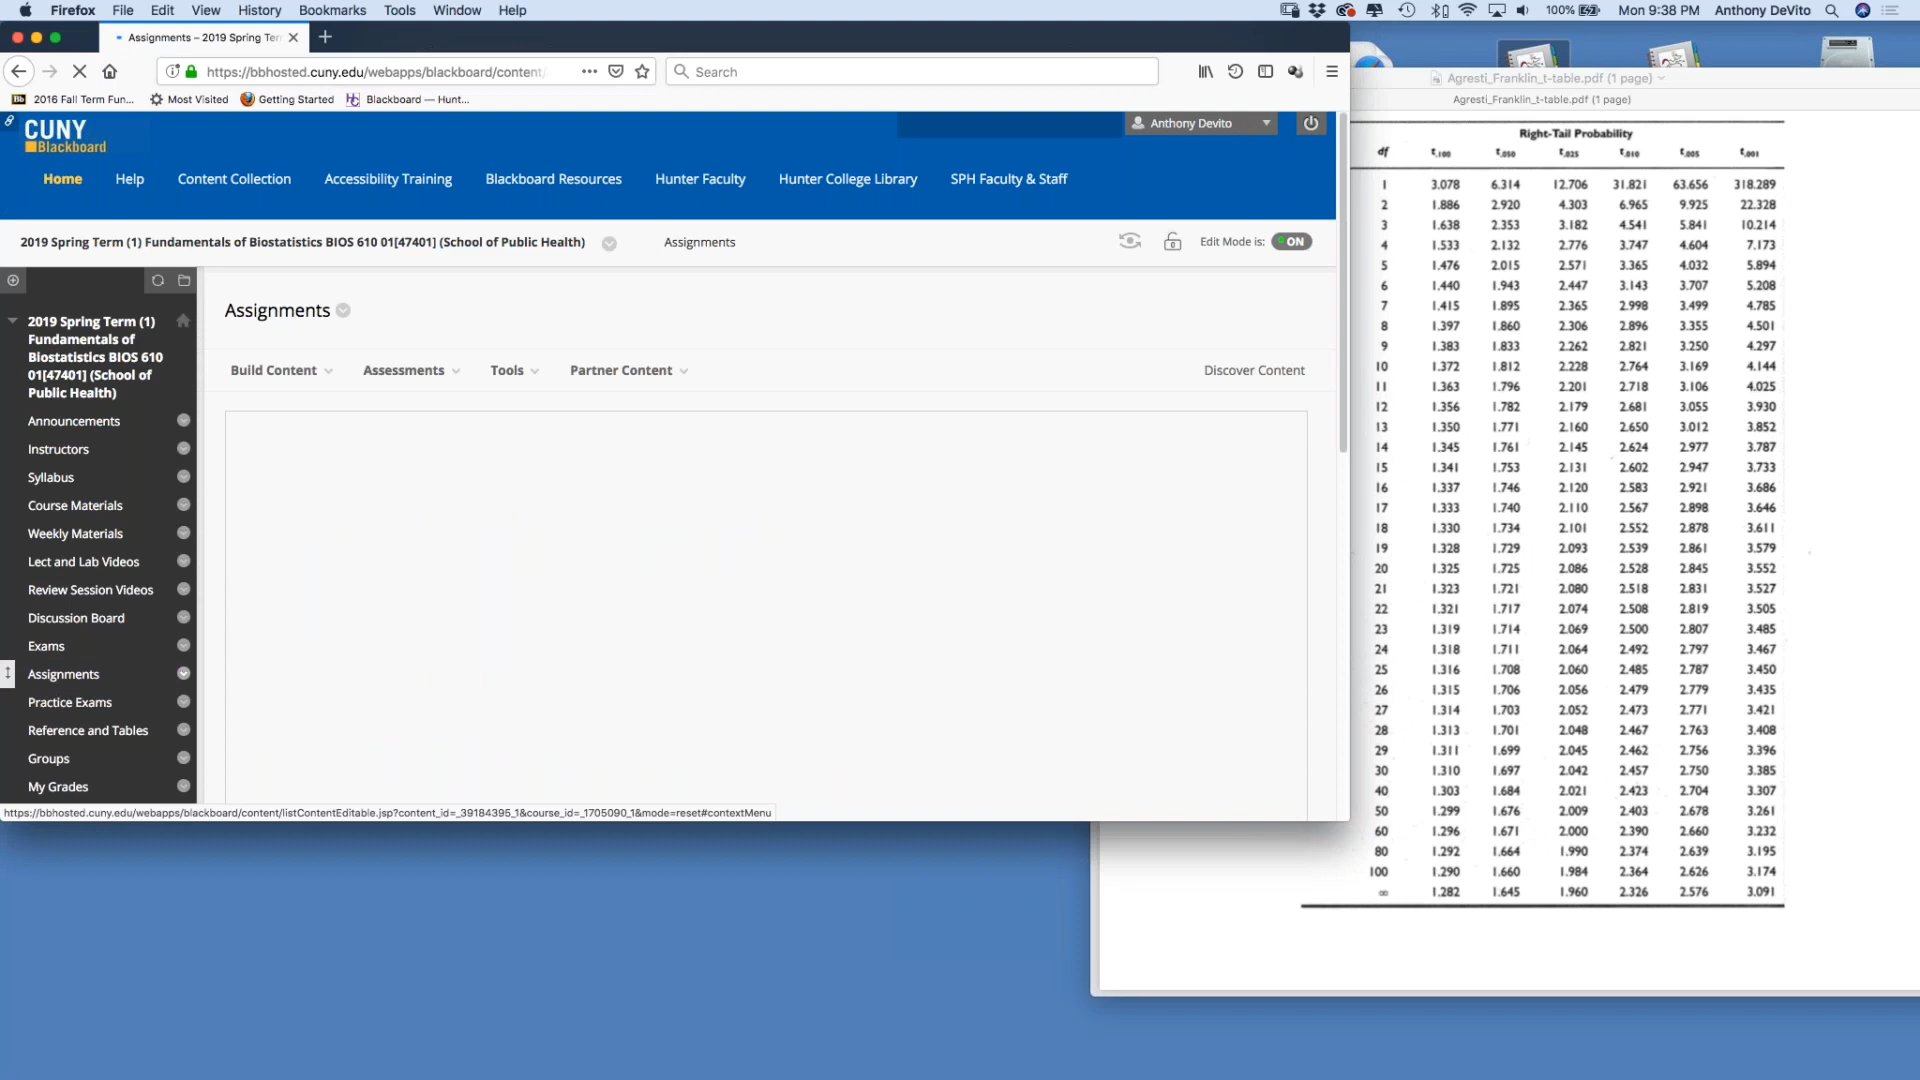 Firefox File Edit View History Bookmarks Tools Window Help
100% Mon 9:38 PM Anthony DeVito
Assignments – 2019 Spring Ter
https://bbhosted.cuny.edu/webapps/blackboard/content/
Search
2016 Fall Term Fun... Most Visited Getting Started Blackboard — Hunt...
CUNY
Blackboard
Anthony Devito
Home Help Content Collection Accessibility Training Blackboard Resources Hunter Faculty Hunter College Library SPH Faculty & Staff
2019 Spring Term (1) Fundamentals of Biostatistics BIOS 610 01[47401] (School of Public Health) Assignments Edit Mode is: ON
2019 Spring Term (1)
Fundamentals of
Biostatistics BIOS 610
01[47401] (School of
Public Health)
Announcements
Instructors
Syllabus
Course Materials
Weekly Materials
Lect and Lab Videos
Review Session Videos
Discussion Board
Exams
Assignments
Practice Exams
Reference and Tables
Groups
My Grades
Assignments
Build Content Assessments Tools Partner Content Discover Content
https://bbhosted.cuny.edu/webapps/blackboard/content/listContentEditable.jsp?content_id=_39184395_1&course_id=_1705090_1&mode=reset#contextMenu
Agresti_Franklin_t-table.pdf (1 page)
Agresti_Franklin_t-table.pdf (1 page)
Right-Tail Probability
df t.100 t.050 t.025 t.010 t.005 t.001
1 3.078 6.314 12.706 31.821 63.656 318.289
2 1.886 2.920 4.303 6.965 9.925 22.328
3 1.638 2.353 3.182 4.541 5.841 10.214
4 1.533 2.132 2.776 3.747 4.604 7.173
5 1.476 2.015 2.571 3.365 4.032 5.894
6 1.440 1.943 2.447 3.143 3.707 5.208
7 1.415 1.895 2.365 2.998 3.499 4.785
8 1.397 1.860 2.306 2.896 3.355 4.501
9 1.383 1.833 2.262 2.821 3.250 4.297
10 1.372 1.812 2.228 2.764 3.169 4.144
11 1.363 1.796 2.201 2.718 3.106 4.025
12 1.356 1.782 2.179 2.681 3.055 3.930
13 1.350 1.771 2.160 2.650 3.012 3.852
14 1.345 1.761 2.145 2.624 2.977 3.787
15 1.341 1.753 2.131 2.602 2.947 3.733
16 1.337 1.746 2.120 2.583 2.921 3.686
17 1.333 1.740 2.110 2.567 2.898 3.646
18 1.330 1.734 2.101 2.552 2.878 3.611
19 1.328 1.729 2.093 2.539 2.861 3.579
20 1.325 1.725 2.086 2.528 2.845 3.552
21 1.323 1.721 2.080 2.518 2.831 3.527
22 1.321 1.717 2.074 2.508 2.819 3.505
23 1.319 1.714 2.069 2.500 2.807 3.485
24 1.318 1.711 2.064 2.492 2.797 3.467
25 1.316 1.708 2.060 2.485 2.787 3.450
26 1.315 1.706 2.056 2.479 2.779 3.435
27 1.314 1.703 2.052 2.473 2.771 3.421
28 1.313 1.701 2.048 2.467 2.763 3.408
29 1.311 1.699 2.045 2.462 2.756 3.396
30 1.310 1.697 2.042 2.457 2.750 3.385
40 1.303 1.684 2.021 2.423 2.704 3.307
50 1.299 1.676 2.009 2.403 2.678 3.261
60 1.296 1.671 2.000 2.390 2.660 3.232
80 1.292 1.664 1.990 2.374 2.639 3.195
100 1.290 1.660 1.984 2.364 2.626 3.174
∞ 1.282 1.645 1.960 2.326 2.576 3.091